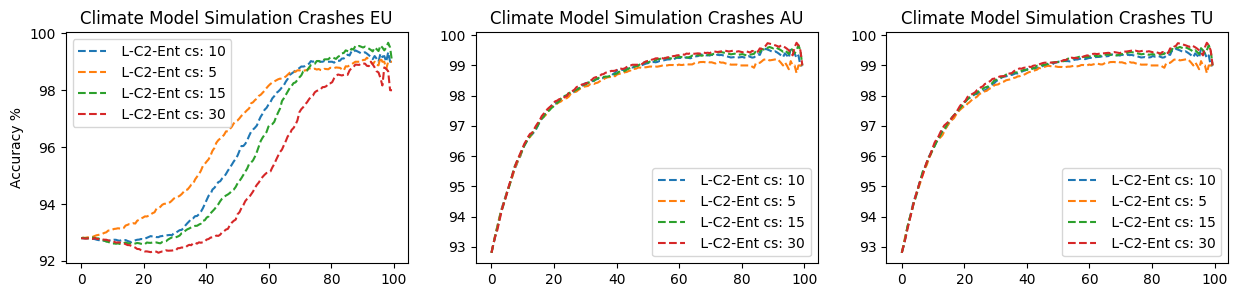 Climate Model Simulation Crashes EU
100
98
96
94
92
Accuracy %
L-C2-Ent cs: 10
L-C2-Ent cs: 5
L-C2-Ent cs: 15
L-C2-Ent cs: 30
0 20 40 60 80 100
Climate Model Simulation Crashes AU
100
99
98
97
96
95
94
93
L-C2-Ent cs: 10
L-C2-Ent cs: 5
L-C2-Ent cs: 15
L-C2-Ent cs: 30
0 20 40 60 80 100
Climate Model Simulation Crashes TU
100
99
98
97
96
95
94
93
L-C2-Ent cs: 10
L-C2-Ent cs: 5
L-C2-Ent cs: 15
L-C2-Ent cs: 30
0 20 40 60 80 100